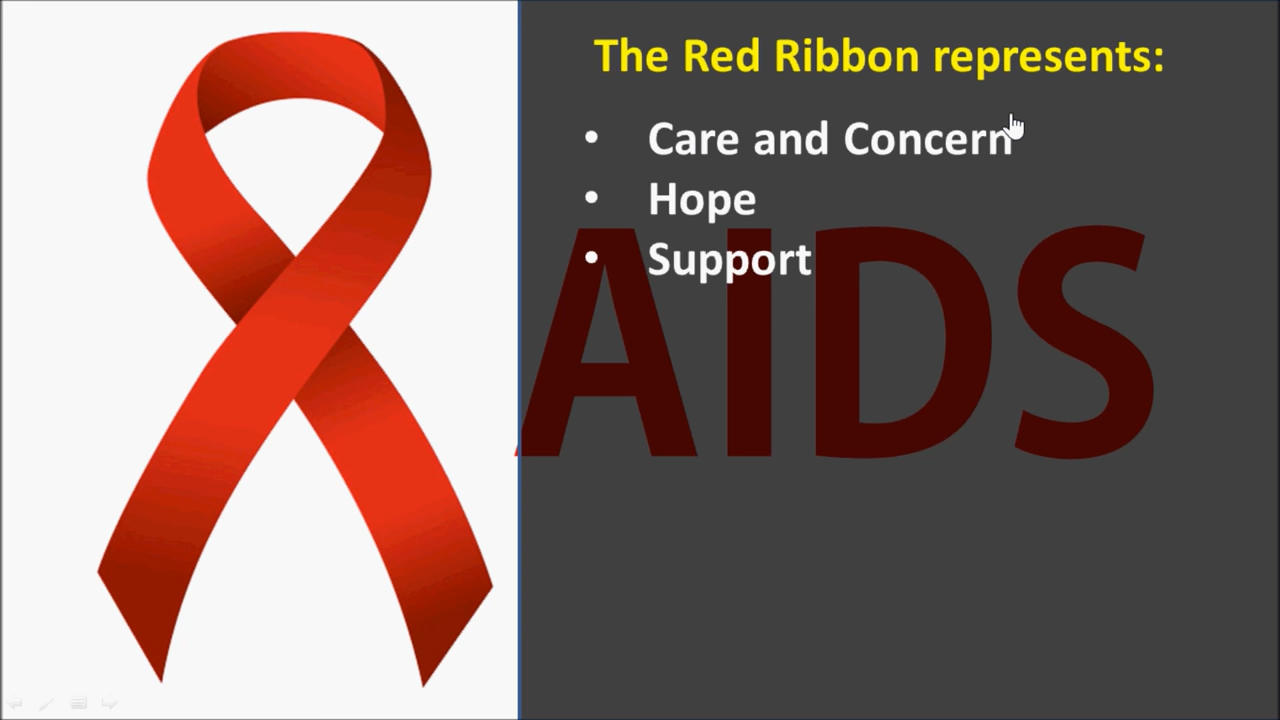 The Red Ribbon represents:
• Care and Concern
• Hope
• Support
AIDS